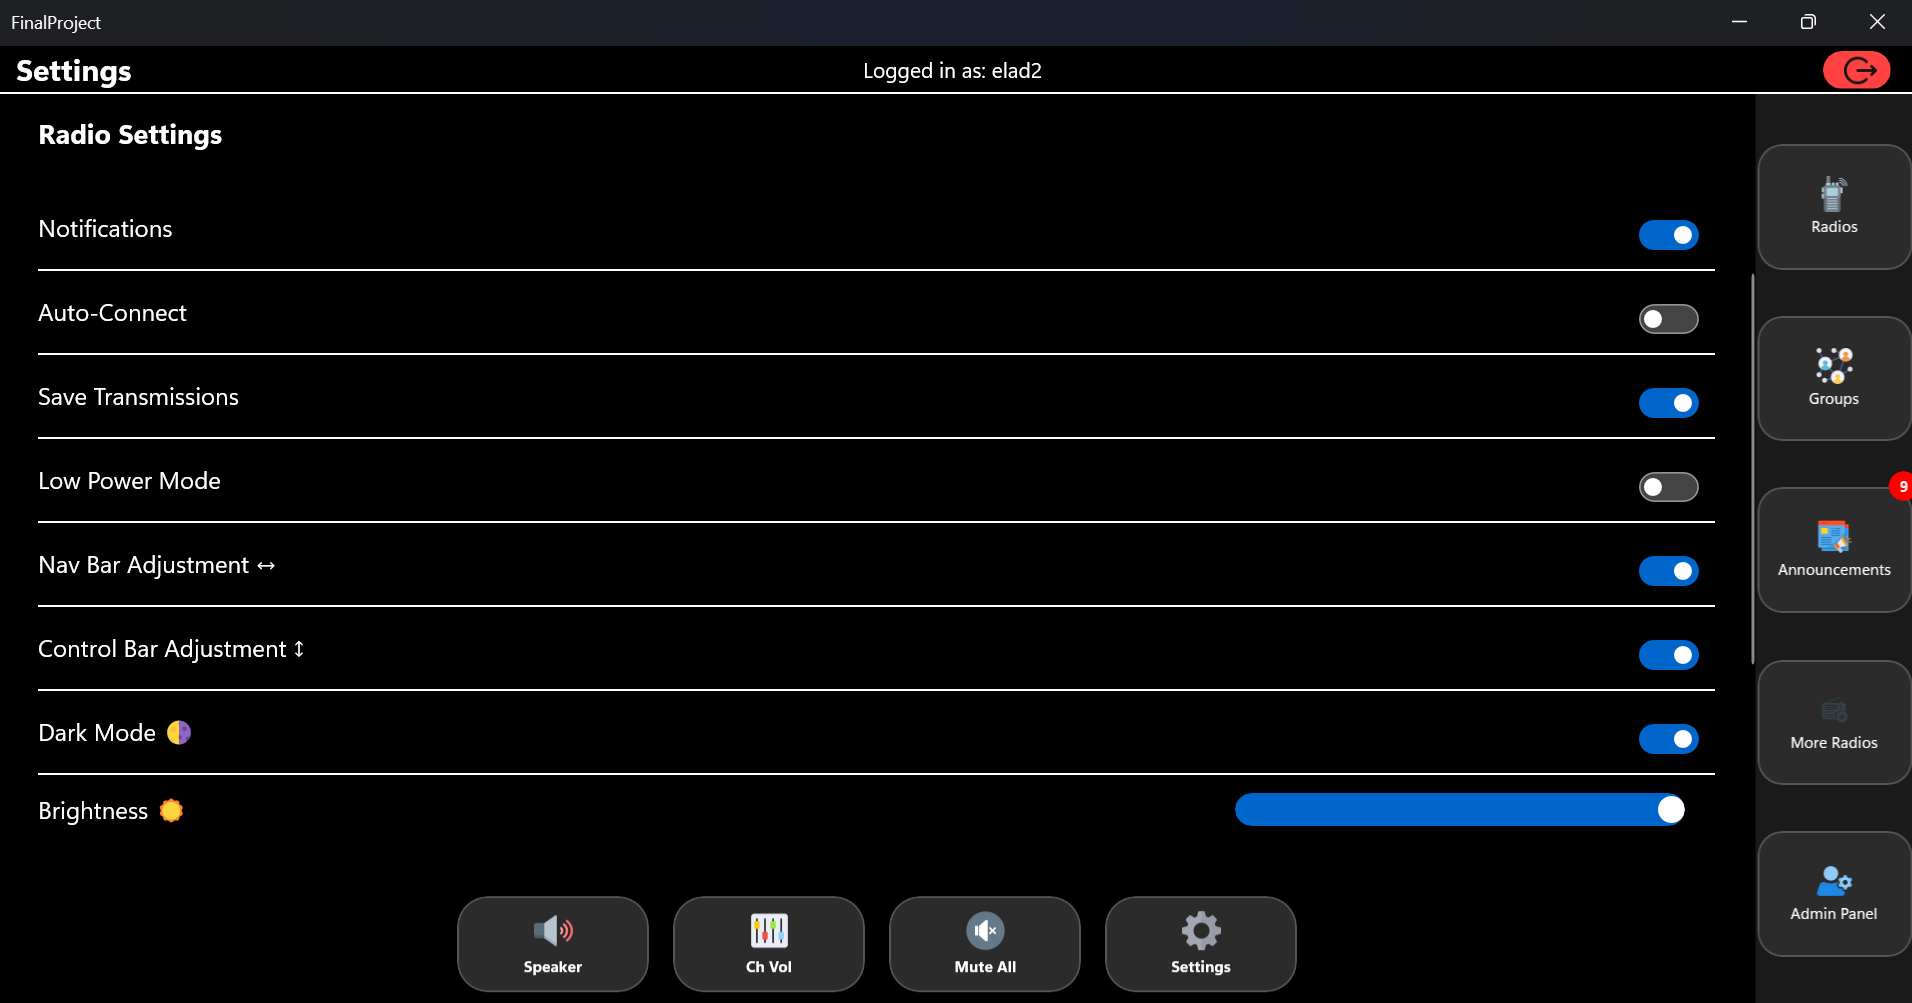 FinalProject
Settings
Logged in as: elad2
Radio Settings
Notifications
Auto-Connect
Save Transmissions
Low Power Mode
Nav Bar Adjustment ↔
Control Bar Adjustment ↕
Dark Mode
Brightness
Radios
Groups
9
Announcements
More Radios
Admin Panel
Speaker
Ch Vol
Mute All
Settings